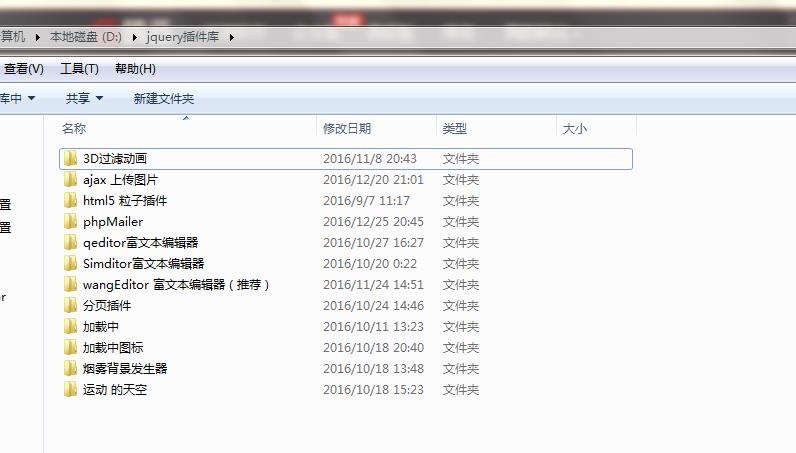 算机 ▸ 本地磁盘 (D:) ▸ jquery插件库 ▸
查看(V) 工具(T) 帮助(H)
库中 ▼ 共享 ▼ 新建文件夹
名称 修改日期 类型 大小
3D过滤动画 2016/11/8 20:43 文件夹
ajax 上传图片 2016/12/20 21:01 文件夹
html5 粒子插件 2016/9/7 11:17 文件夹
phpMailer 2016/12/25 20:45 文件夹
qeditor富文本编辑器 2016/10/27 16:27 文件夹
Simditor富文本编辑器 2016/10/20 0:22 文件夹
wangEditor 富文本编辑器（推荐） 2016/11/24 14:51 文件夹
分页插件 2016/10/24 14:46 文件夹
加载中 2016/10/11 13:23 文件夹
加载中图标 2016/10/18 20:40 文件夹
烟雾背景发生器 2016/10/18 13:48 文件夹
运动 的天空 2016/10/18 15:23 文件夹
置
置
or